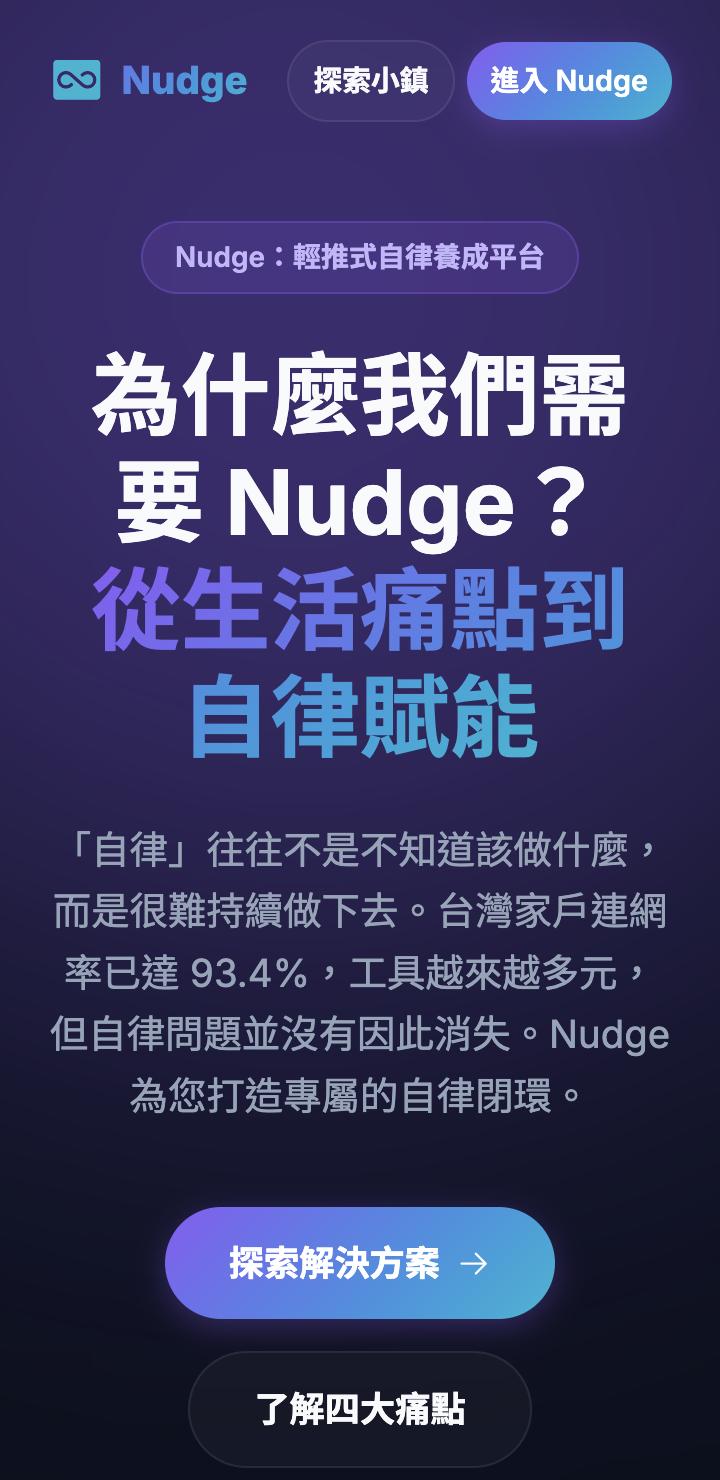 Nudge
探索小鎮
進入 Nudge
Nudge：輕推式自律養成平台
為什麼我們需
要 Nudge？
從生活痛點到
自律賦能
「自律」往往不是不知道該做什麼，
而是很難持續做下去。台灣家戶連網
率已達 93.4%，工具越來越多元，
但自律問題並沒有因此消失。Nudge
為您打造專屬的自律閉環。
探索解決方案 →
了解四大痛點